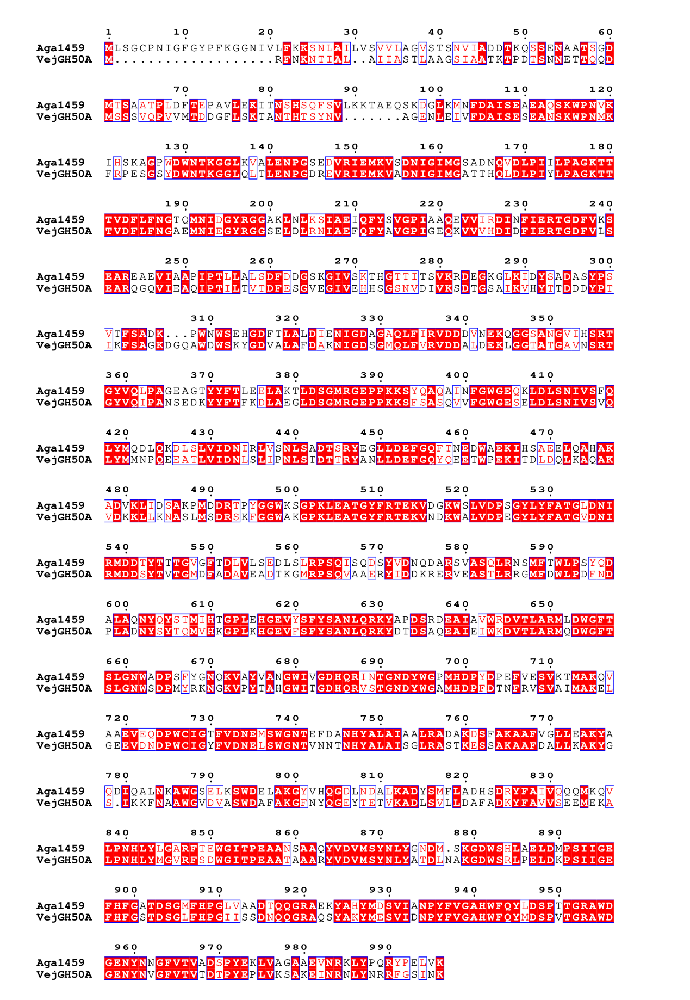 1 10 20 30 40 50 60
Aga1459 MLSGCPNIGFGYPFKGGNIVLFKKSNLAILVSVVLAGVSTSNVIADDTKQSSENAATSGD
VejGH50A M...................RFNKNTIAL..AIIASTLAAGSIAATKTPDTSNNETTQQD
70 80 90 100 110 120
Aga1459 MTSAATPLDFTEPAVLEKITNSHSQFSVLKKTAEQSKDGLKMNFDAISEAEAQSKWPNVK
VejGH50A MSSSVQPVVMTDDGFLSKTANTHTSYNV.......AGENLEIVFDAISESEANSKWPNMK
130 140 150 160 170 180
Aga1459 IHSKAGPWDWNTKGGLKVALENPGSEDVRIEMKVSDNIGIMGSADNQVDLPIILPAGKTT
VejGH50A FRPESGSYDWNTKGGLQLTLENPGDREVRIEMKVADNIGIMGATTHQLDLPIYLPAGKTT
190 200 210 220 230 240
Aga1459 TVDFLFNGTQMNIDGYRGGAKLNLKSIAEIQFYSVGPIAAQEVVIRDINFIERTGDFVKS
VejGH50A TVDFLFNGAEMNIEGYRGGSELDLRNIAEFQFYAVGPIGEQKVVVHDIDFIERTGDFVLS
250 260 270 280 290 300
Aga1459 EAREAEVIAAPIPTLLALSDFDDGSKGIVSKTHGTTITSVKRDEGKGLKIDYSADASYPS
VejGH50A EARQGQVIEAQIPTILTVTDFESGVEGIVEHHSGSNVDIVKSDTGSAIKVHYTTDDDYPT
310 320 330 340 350
Aga1459 VTFSADK...PWNWSEHGDFTLALDIENIGDAGAQLFIRVDDDVNEKQGGSANGVIHSRT
VejGH50A IKFSAGKDGQAWDWSKYGDVALAFDAKNIGDSGMQLFVRVDDALDEKLGGTATGAVNSRT
360 370 380 390 400 410
Aga1459 GYVQLPAGEAGTYYFTLEELAKTLDSGMRGEPPKKSYQAQAINFGWGEQKLDLSNIVSFQ
VejGH50A GYVQIPANSEDKYYFTFKDLAEGLDSGMRGEPPKKSFSASQVVFGWGESELDLSNIVSVQ
420 430 440 450 460 470
Aga1459 LYMQDLQKDLSLVIDNIRLVSNLSADTSRYEGLLDEFGQFTNEDWAEKIHSAEELQAHAK
VejGH50A LYMMNPQEEATLVIDNLSLIPNLSTDTTRYANLLDEFGQYQEETWPEKITDLDQLKAQAK
480 490 500 510 520 530
Aga1459 ADVKLIDSAKPMDDRTPYGGWKSGPKLEATGYFRTEKVDGKWSLVDPSGYLYFATGLDNI
VejGH50A VDKKLLKNASLMSDRSKFGGWAKGPKLEATGYFRTEKVNDKWALVDPEGYLYFATGVDNI
540 550 560 570 580 590
Aga1459 RMDDTYTTTGVGFTDLVLSEDLSLRPSQISQDSYVDNQDARSVASQLRNSMFTWLPSYQD
VejGH50A RMDDSYTVTGMDFADAVEADTKGMRPSQVAAERYIDDKRERVEASTLRRGMFDWLPDFND
600 610 620 630 640 650
Aga1459 ALAQNYQYSTMIHTGPLEHGEVYSFYSANLQRKYAPDSRDEAIAVWRDVTLARMLDWGFT
VejGH50A PLADNYSYTQMVHKGPLKHGEVFSFYSANLQRKYDTDSAQEAIEIWKDVTLARMQDWGFT
660 670 680 690 700 710
Aga1459 SLGNWADPSFYGNQKVAYVANGWIVGDHQRINTGNDYWGPMHDPYDPEFVESVKTMAKQV
VejGH50A SLGNWSDPMYRKNGKVPYTAHGWITGDHQRVSTGNDYWGAMHDPFDTNFRVSVAIMAKEL
720 730 740 750 760 770
Aga1459 AAEVEQDPWCIGTFVDNEMSWGNTEFDANHYALAIAALRADAKDSFAKAAFVGLLEAKYA
VejGH50A GEEVDNDPWCIGYFVDNELSWGNTVNNTNHYALAISGLRASTKESSAKAAFDALLKAKYG
780 790 800 810 820 830
Aga1459 QDIQALNKAWGSELKSWDELAKGYVHQGDLNDALKADYSMFLADHSDRYFAIVQQQMKQV
VejGH50A S.IKKFNAAWGVDVASWDAFAKGFNYQGEYTETVKADLSVLLDAFADKYFAVVSEEMEKA
840 850 860 870 880 890
Aga1459 LPNHLYLGARFTEWGITPEAANSAAQYVDVMSYNLYGNDM.SKGDWSHLAELDMPSIIGE
VejGH50A LPNHLYMGVRFSDWGITPEAATAAARYVDVMSYNLYATDLNAKGDWSRLPELDKPSIIGE
900 910 920 930 940 950
Aga1459 FHFGATDSGMFHPGLVAADTQQGRAEKYAHYMDSVIANPYFVGAHWFQYLDSPTTGRAWD
VejGH50A FHFGSTDSGLFHPGIISSDNQQGRAQSYAKYMESVIDNPYFVGAHWFQYMDSPVTGRAWD
960 970 980 990
Aga1459 GENYNNGFVTVADSPYEKLVAGAAEVNRKLYPQRYPELVK
VejGH50A GENYNVGFVTVTDTPYEPLVKSAKEINRNLYNRRFGSINK